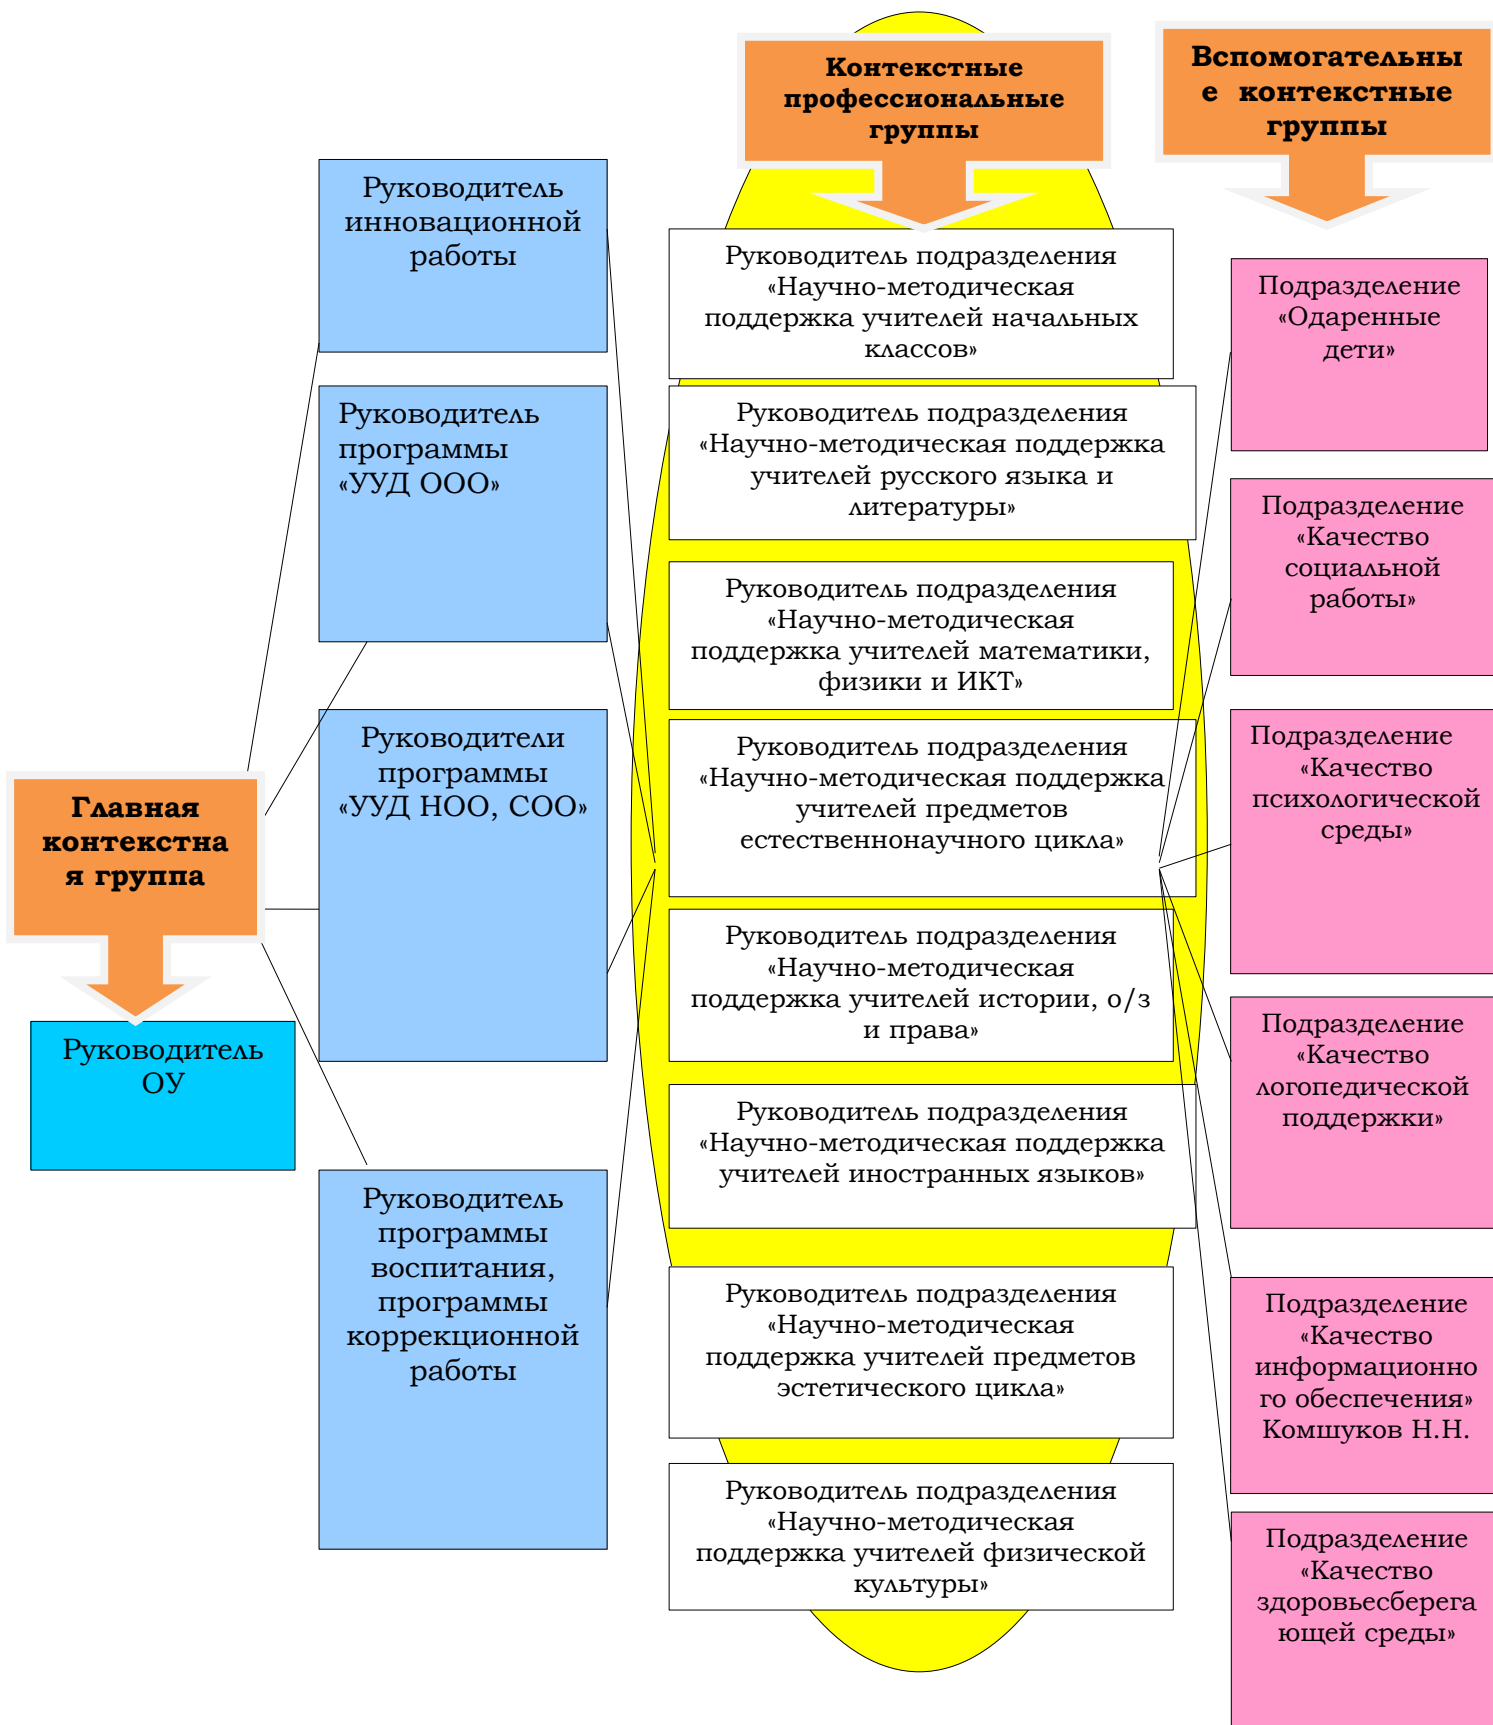 Контекстные
профессиональные
группы
Вспомогательны
е контекстные
группы
Руководитель
инновационной
работы
Руководитель
программы
«УУД ООО»
Руководители
программы
«УУД НОО, СОО»
Главная
контекстна
я группа
Руководитель
ОУ
Руководитель
программы
воспитания,
программы
коррекционной
работы
Руководитель подразделения
«Научно-методическая
поддержка учителей начальных
классов»
Руководитель подразделения
«Научно-методическая поддержка
учителей русского языка и
литературы»
Руководитель подразделения
«Научно-методическая
поддержка учителей математики,
физики и ИКТ»
Руководитель подразделения
«Научно-методическая поддержка
учителей предметов
естественнонаучного цикла»
Руководитель подразделения
«Научно-методическая
поддержка учителей истории, о/з
и права»
Руководитель подразделения
«Научно-методическая поддержка
учителей иностранных языков»
Руководитель подразделения
«Научно-методическая
поддержка учителей предметов
эстетического цикла»
Руководитель подразделения
«Научно-методическая
поддержка учителей физической
культуры»
Подразделение
«Одаренные
дети»
Подразделение
«Качество
социальной
работы»
Подразделение
«Качество
психологической
среды»
Подразделение
«Качество
логопедической
поддержки»
Подразделение
«Качество
информационно
го обеспечения»
Комшуков Н.Н.
Подразделение
«Качество
здоровьесберега
ющей среды»